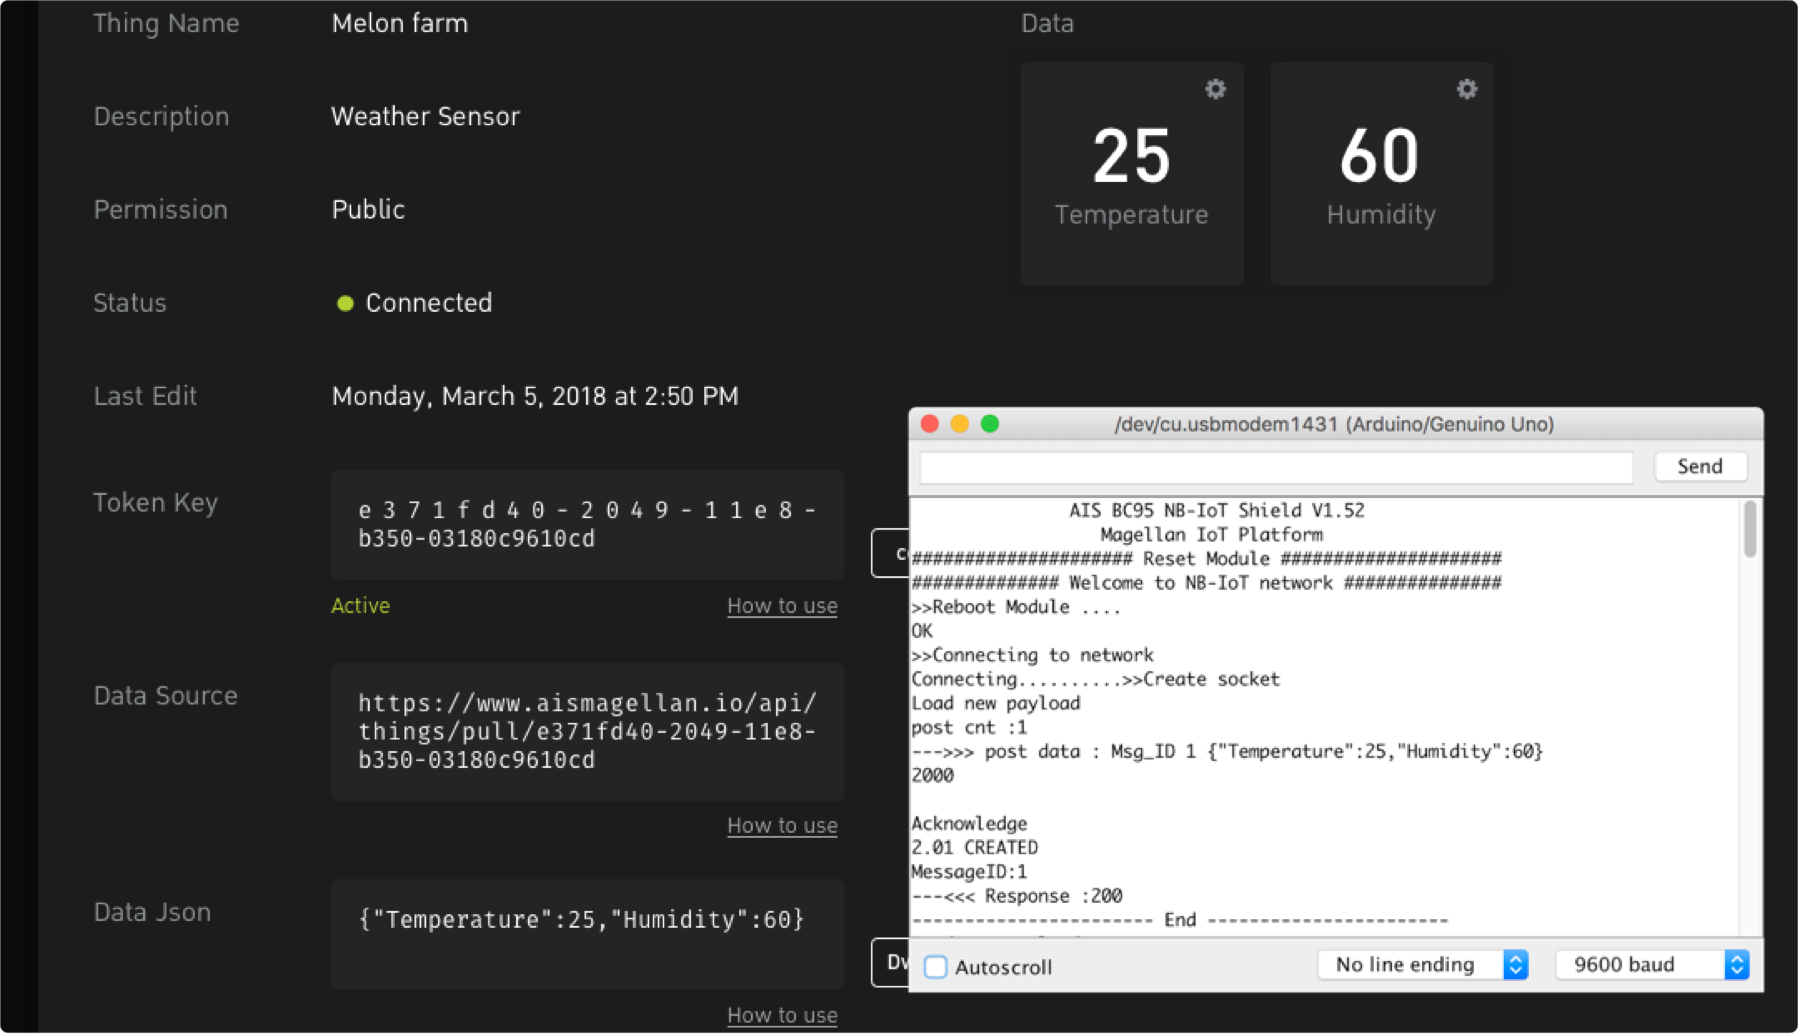 Thing Name Melon farm
Description Weather Sensor
Permission Public
Status Connected
Last Edit Monday, March 5, 2018 at 2:50 PM
Token Key
e371fd40-2049-11e8-
b350-03180c9610cd
Active How to use
Data Source
https://www.aismagellan.io/api/
things/pull/e371fd40-2049-11e8-
b350-03180c9610cd
How to use
Data Json
{"Temperature":25,"Humidity":60}
How to use
Data
25
Temperature
60
Humidity
/dev/cu.usbmodem1431 (Arduino/Genuino Uno)
Send
AIS BC95 NB-IoT Shield V1.52
Magellan IoT Platform
##################### Reset Module #####################
############## Welcome to NB-IoT network ###############
>>Reboot Module ....
OK
>>Connecting to network
Connecting..........>>Create socket
Load new payload
post cnt :1
--->>> post data : Msg_ID 1 {"Temperature":25,"Humidity":60}
2000
Acknowledge
2.01 CREATED
MessageID:1
---<<< Response :200
----------------------- End -----------------------
Autoscroll
No line ending
9600 baud